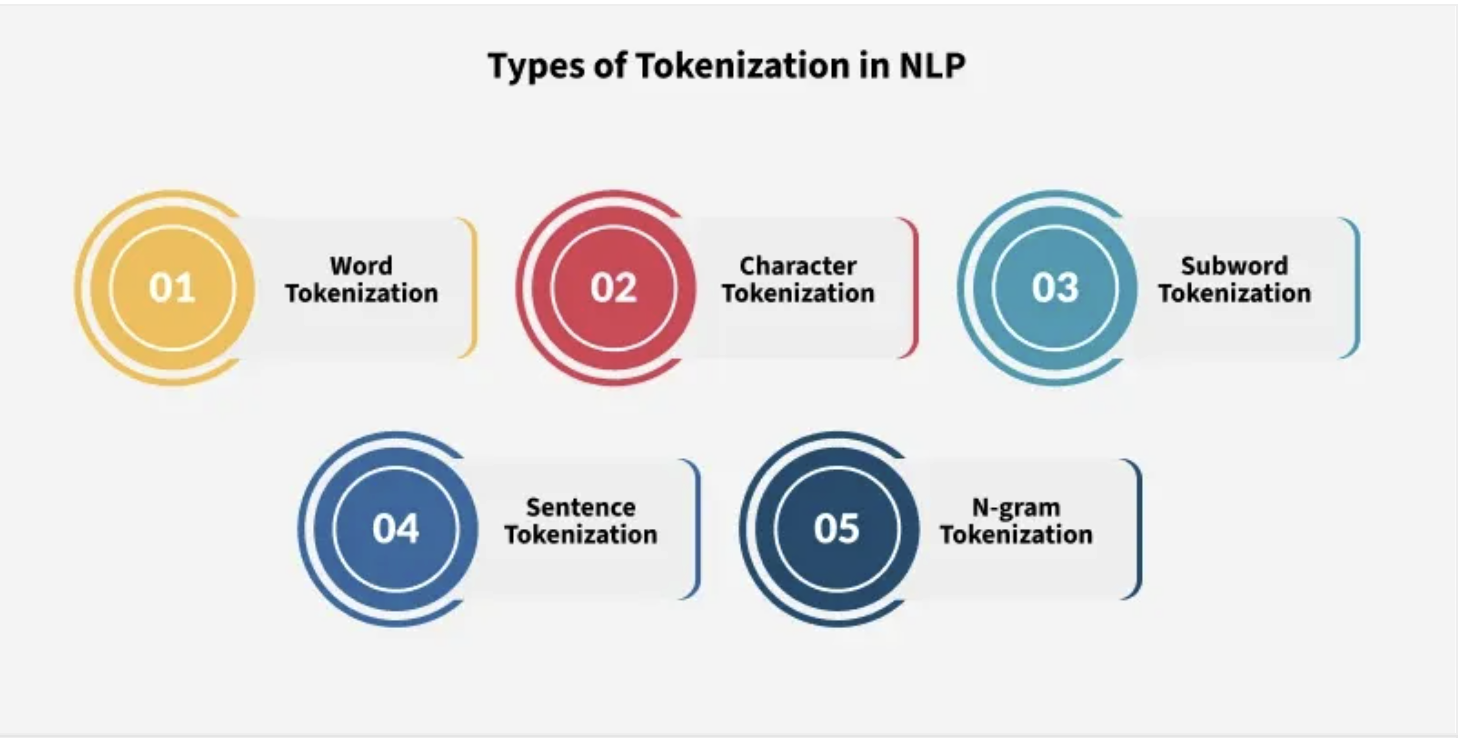 Types of Tokenization in NLP
01
Word
Tokenization
02
Character
Tokenization
03
Subword
Tokenization
04
Sentence
Tokenization
05
N-gram
Tokenization